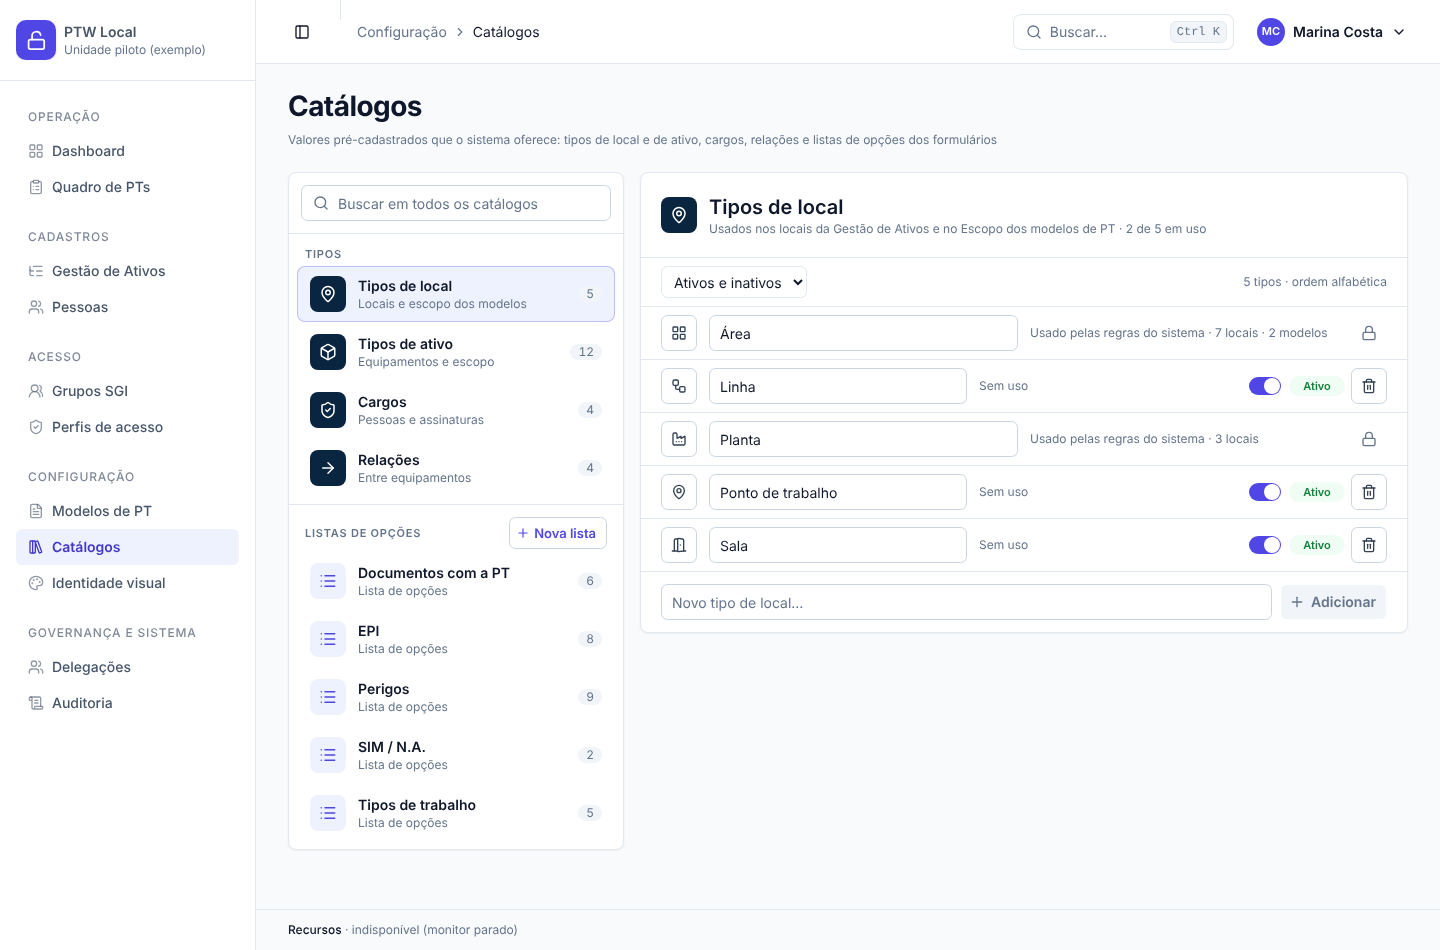 PTW Local
Unidade piloto (exemplo)
OPERAÇÃO
Dashboard
Quadro de PTs
CADASTROS
Gestão de Ativos
Pessoas
ACESSO
Grupos SGI
Perfis de acesso
CONFIGURAÇÃO
Modelos de PT
Catálogos
Identidade visual
GOVERNANÇA E SISTEMA
Delegações
Auditoria
Configuração > Catálogos
Buscar... Ctrl K
MC Marina Costa
Catálogos
Valores pré-cadastrados que o sistema oferece: tipos de local e de ativo, cargos, relações e listas de opções dos formulários
Buscar em todos os catálogos
TIPOS
Tipos de local 5
Locais e escopo dos modelos
Tipos de ativo 12
Equipamentos e escopo
Cargos 4
Pessoas e assinaturas
Relações 4
Entre equipamentos
LISTAS DE OPÇÕES + Nova lista
Documentos com a PT 6
Lista de opções
EPI 8
Lista de opções
Perigos 9
Lista de opções
SIM / N.A. 2
Lista de opções
Tipos de trabalho 5
Lista de opções
Tipos de local
Usados nos locais da Gestão de Ativos e no Escopo dos modelos de PT · 2 de 5 em uso
Ativos e inativos 5 tipos · ordem alfabética
Área Usado pelas regras do sistema · 7 locais · 2 modelos
Linha Sem uso Ativo
Planta Usado pelas regras do sistema · 3 locais
Ponto de trabalho Sem uso Ativo
Sala Sem uso Ativo
Novo tipo de local... + Adicionar
Recursos · indisponível (monitor parado)